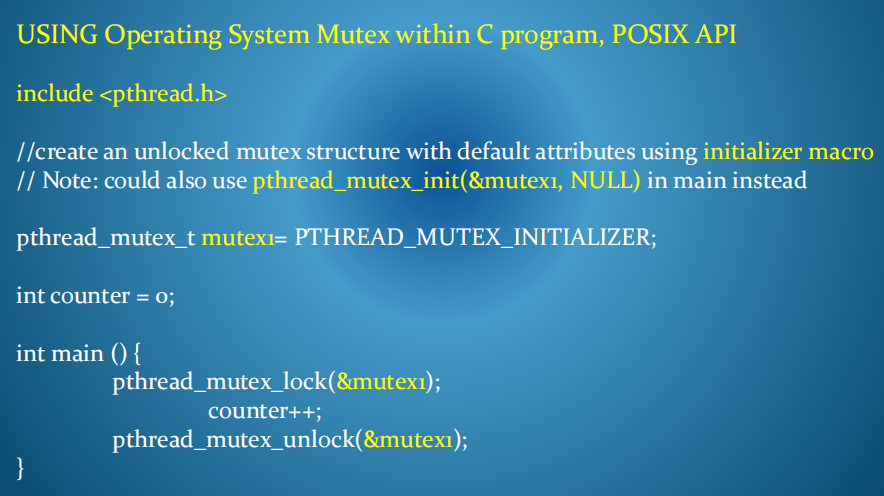 USING Operating System Mutex within C program, POSIX API
include <pthread.h>
//create an unlocked mutex structure with default attributes using initializer macro
// Note: could also use pthread_mutex_init(&mutex1, NULL) in main instead
pthread_mutex_t mutex1= PTHREAD_MUTEX_INITIALIZER;
int counter = 0;
int main () {
pthread_mutex_lock(&mutex1);
counter++;
pthread_mutex_unlock(&mutex1);
}